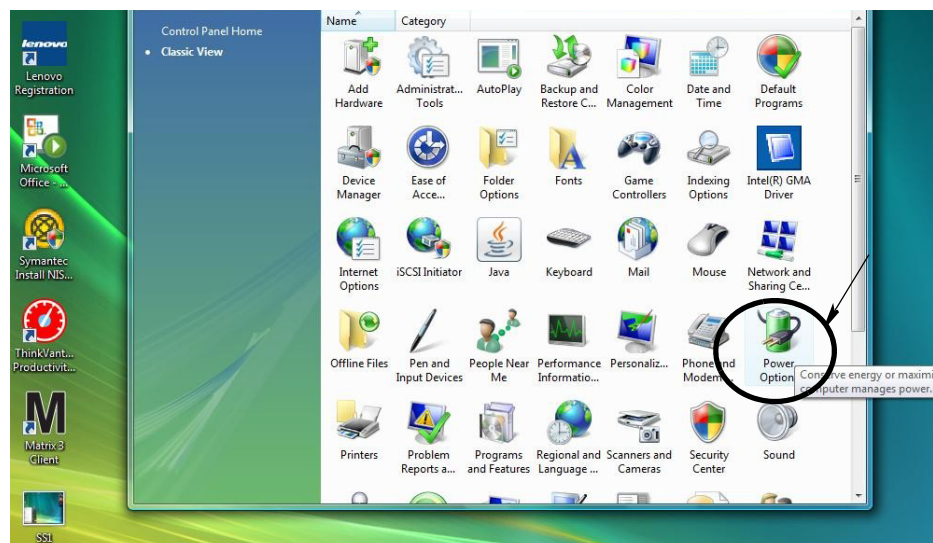 lenovo
Lenovo
Registration
Microsoft
Office - ...
Symantec
Install NIS...
ThinkVant...
Productivit...
M
Matrix 3
Client
SS1
Control Panel Home
• Classic View
Name
Category
Add
Hardware
Administrat...
Tools
AutoPlay
Backup and
Restore C...
Color
Management
Date and
Time
Default
Programs
Device
Manager
Ease of
Acce...
Folder
Options
Fonts
Game
Controllers
Indexing
Options
Intel(R) GMA
Driver
Internet
Options
iSCSI Initiator
Java
Keyboard
Mail
Mouse
Network and
Sharing Ce...
Offline Files
Pen and
Input Devices
People Near
Me
Performance
Informatio...
Personaliz...
Phone and
Modem ...
Power
Option
Conserve energy or maximi
computer manages power.
Printers
Problem
Reports a...
Programs
and Features
Regional and
Language ...
Scanners and
Cameras
Security
Center
Sound